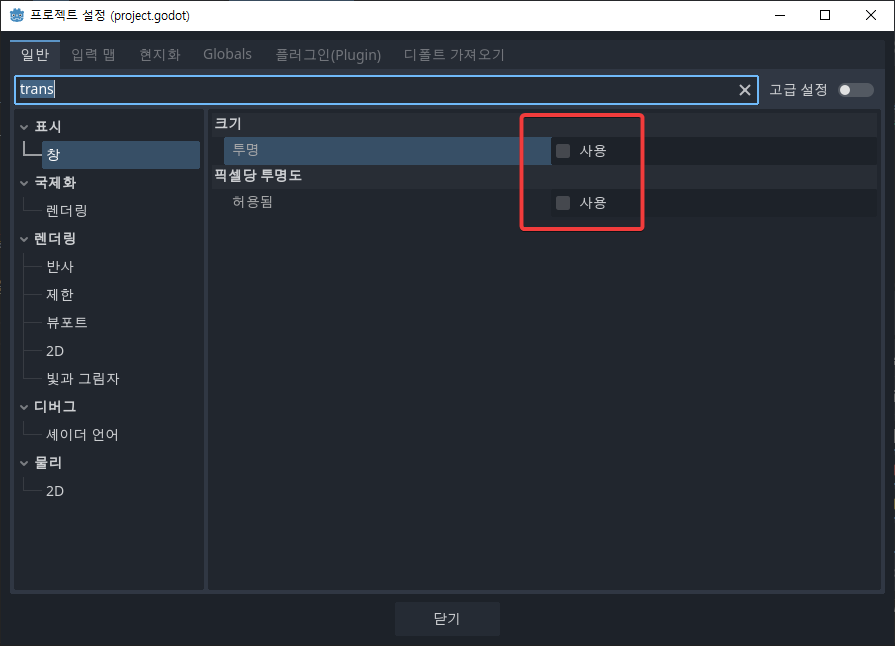 프로젝트 설정 (project.godot)
일반 입력 맵 현지화 Globals 플러그인(Plugin) 디폴트 가져오기
trans 고급 설정
표시
창
국제화
렌더링
렌더링
반사
제한
뷰포트
2D
빛과 그림자
디버그
셰이더 언어
물리
2D
크기
투명 사용
픽셀당 투명도
허용됨 사용
닫기